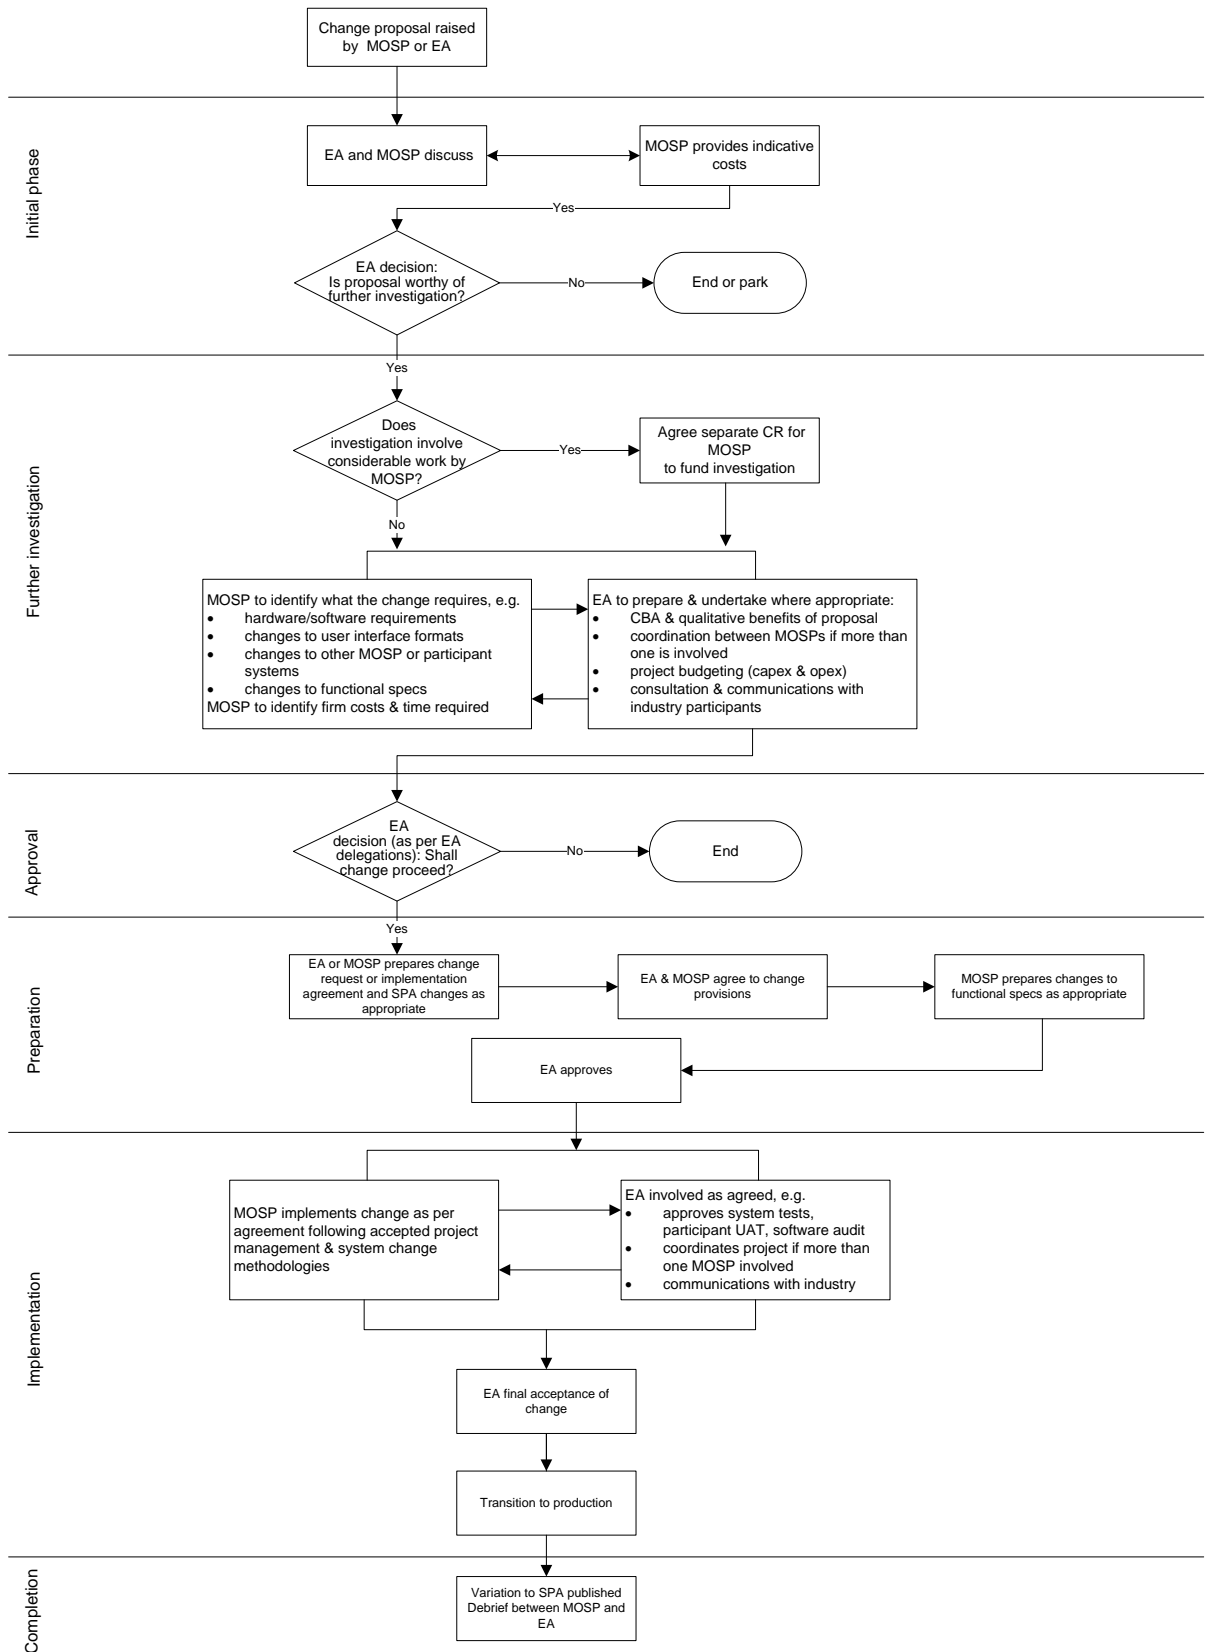 Change proposal raised
by MOSP or EA
Initial phase
EA and MOSP discuss
MOSP provides indicative
costs
Yes
EA decision:
Is proposal worthy of
further investigation?
No
End or park
Further investigation
Yes
Does
investigation involve
considerable work by
MOSP?
Yes
Agree separate CR for
MOSP
to fund investigation
No
MOSP to identify what the change requires, e.g.
• hardware/software requirements
• changes to user interface formats
• changes to other MOSP or participant
systems
• changes to functional specs
MOSP to identify firm costs & time required
EA to prepare & undertake where appropriate:
• CBA & qualitative benefits of proposal
• coordination between MOSPs if more than
one is involved
• project budgeting (capex & opex)
• consultation & communications with
industry participants
Approval
EA
decision (as per EA
delegations): Shall
change proceed?
No
End
Preparation
Yes
EA or MOSP prepares change
request or implementation
agreement and SPA changes as
appropriate
EA & MOSP agree to change
provisions
MOSP prepares changes to
functional specs as appropriate
EA approves
Implementation
MOSP implements change as per
agreement following accepted project
management & system change
methodologies
EA involved as agreed, e.g.
• approves system tests,
participant UAT, software audit
• coordinates project if more than
one MOSP involved
• communications with industry
EA final acceptance of
change
Transition to production
Completion
Variation to SPA published
Debrief between MOSP and
EA